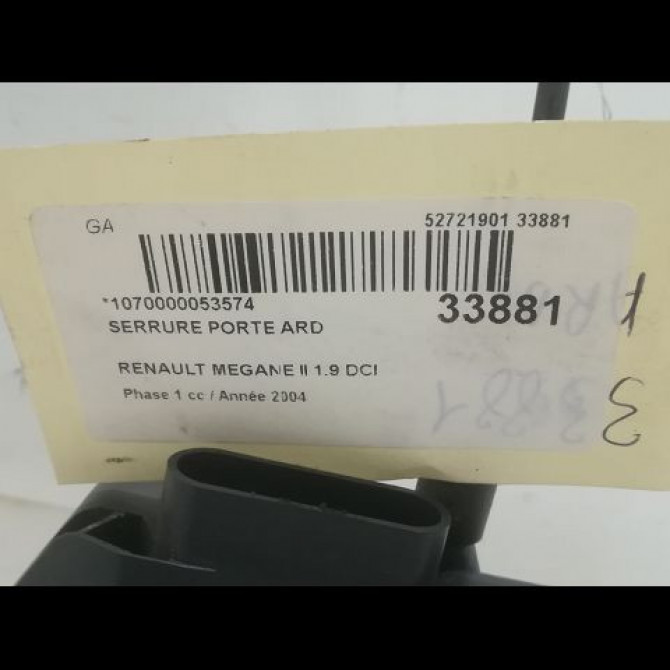 GA 52721901 33881
*1070000053574 33881
SERRURE PORTE ARD
RENAULT MEGANE II 1.9 DCI
Phase 1 cc / Année 2004